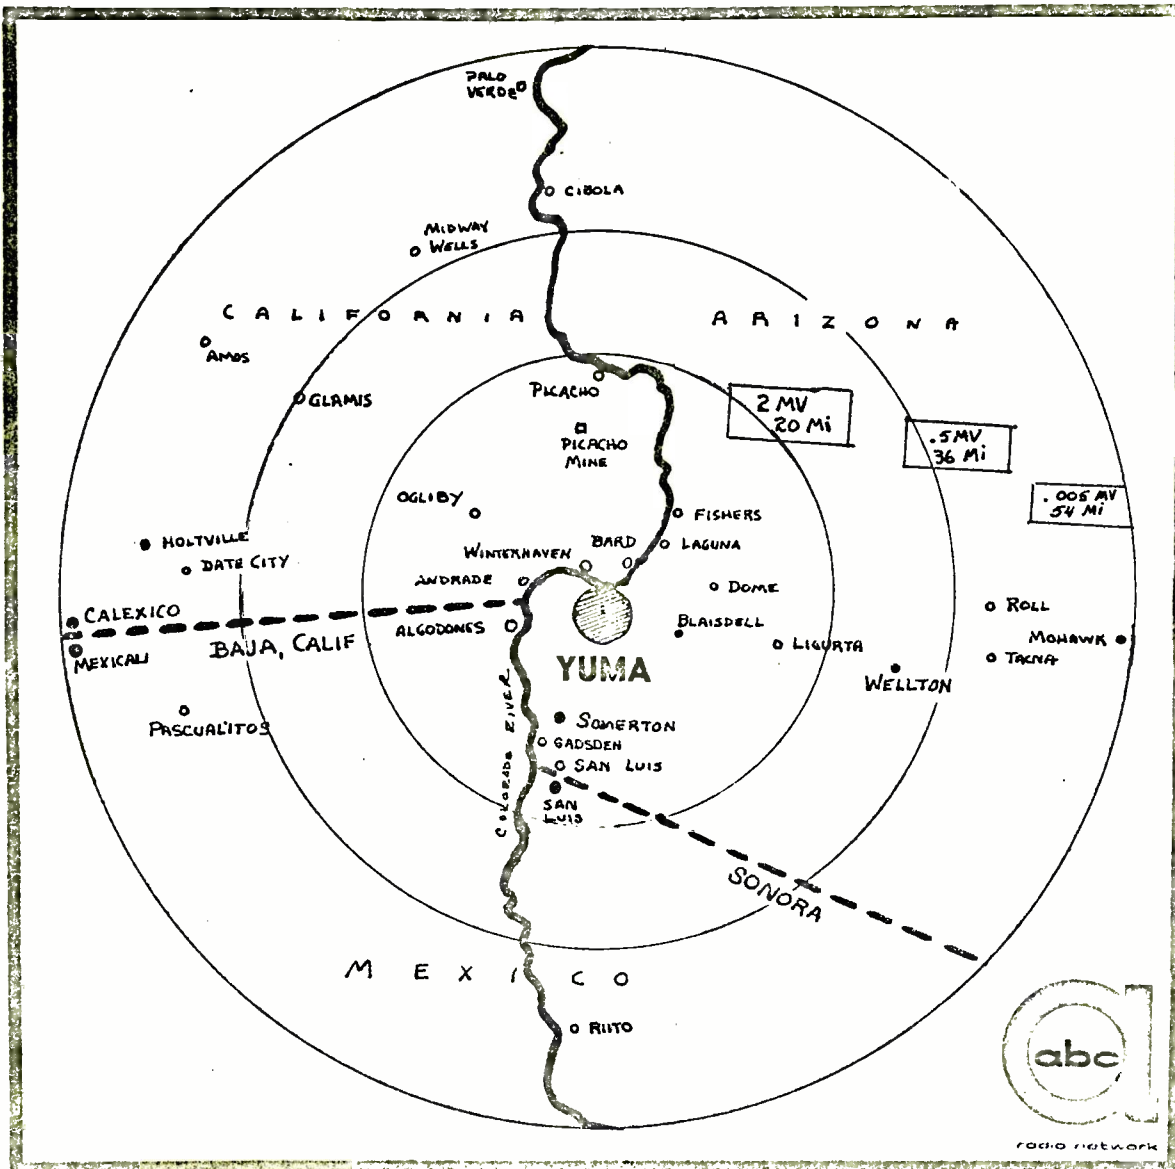 PALO
VERDE
CIBOLA
MIDWAY
WELLS
CALIFORNIA
ARIZONA
AMOS
GLAMIS
PICACHO
2 MV
20 Mi
.5 MV
36 Mi
PICACHO
MINE
.005 MV
54 Mi
OGLIBY
FISHERS
HOLTVILLE
BARD
LAGUNA
WINTERHAVEN
DATE CITY
ANDRADE
DOME
CALEXICO
ROLL
ALGODONES
BLAISDELL
MOHAWK
BAJA, CALIF
LIGURTA
MEXICALI
TACNA
YUMA
WELLTON
COLORADO RIVER
PASCUALITOS
SOMERTON
GADSDEN
SAN LUIS
SAN
LUIS
SONORA
MEXICO
RIITO
a
abc
radio network